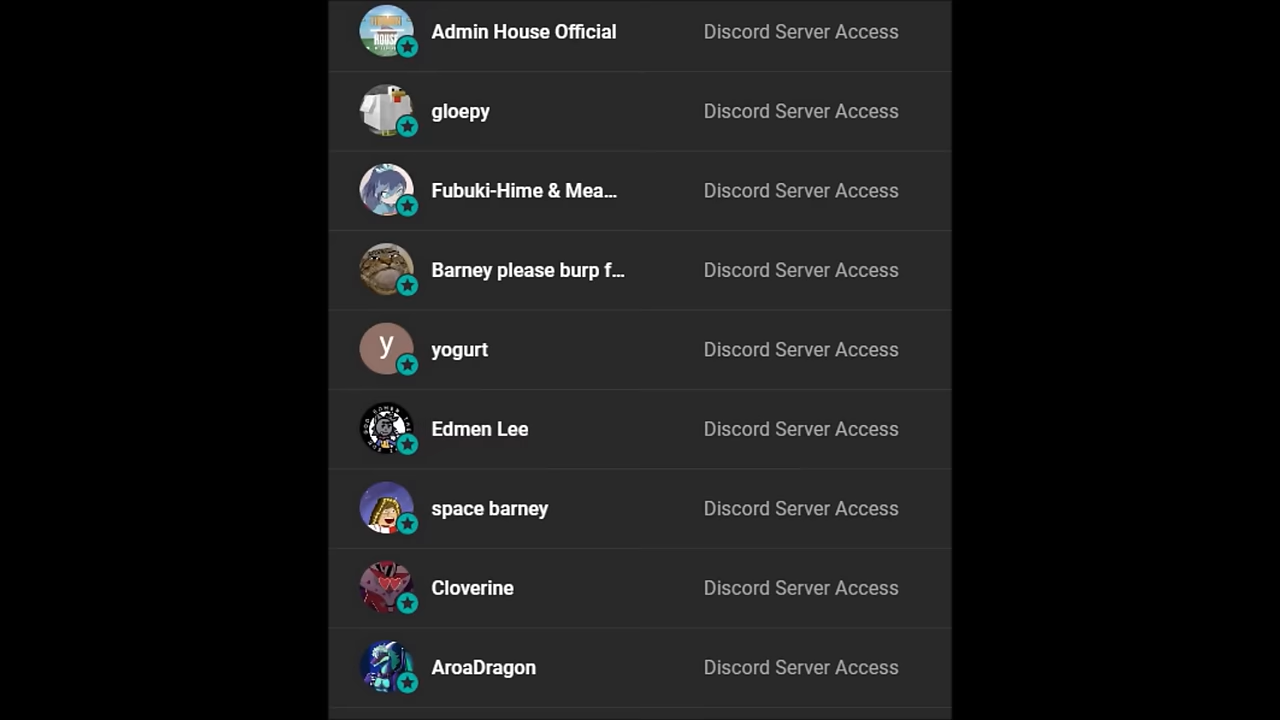 Admin House Official Discord Server Access
gloepy Discord Server Access
Fubuki-Hime & Mea... Discord Server Access
Barney please burp f... Discord Server Access
y yogurt Discord Server Access
Edmen Lee Discord Server Access
space barney Discord Server Access
Cloverine Discord Server Access
AroaDragon Discord Server Access